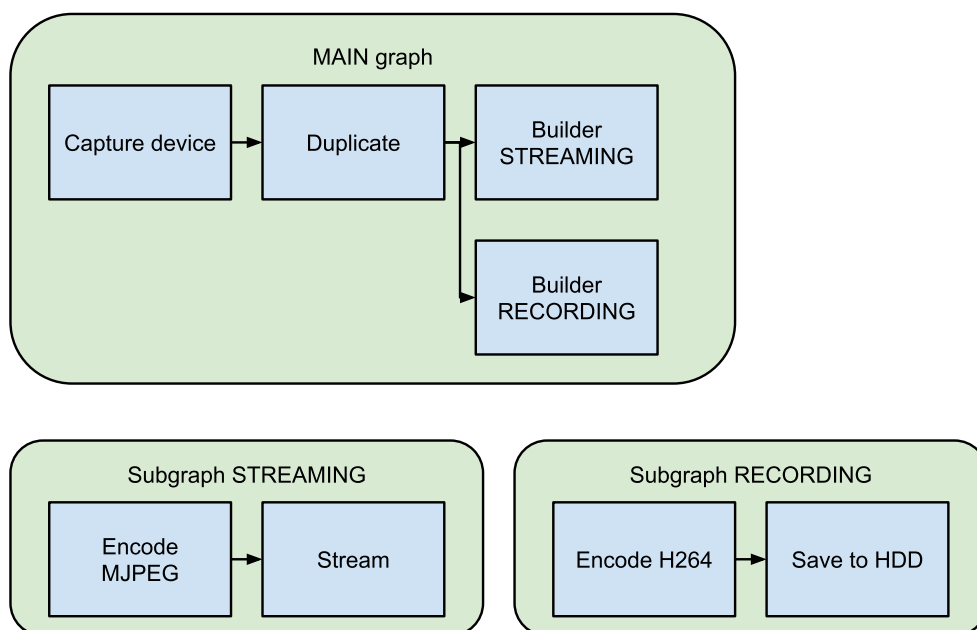 MAIN graph
Capture device
Duplicate
Builder
STREAMING
Builder
RECORDING
Subgraph STREAMING
Encode
MJPEG
Stream
Subgraph RECORDING
Encode H264
Save to HDD